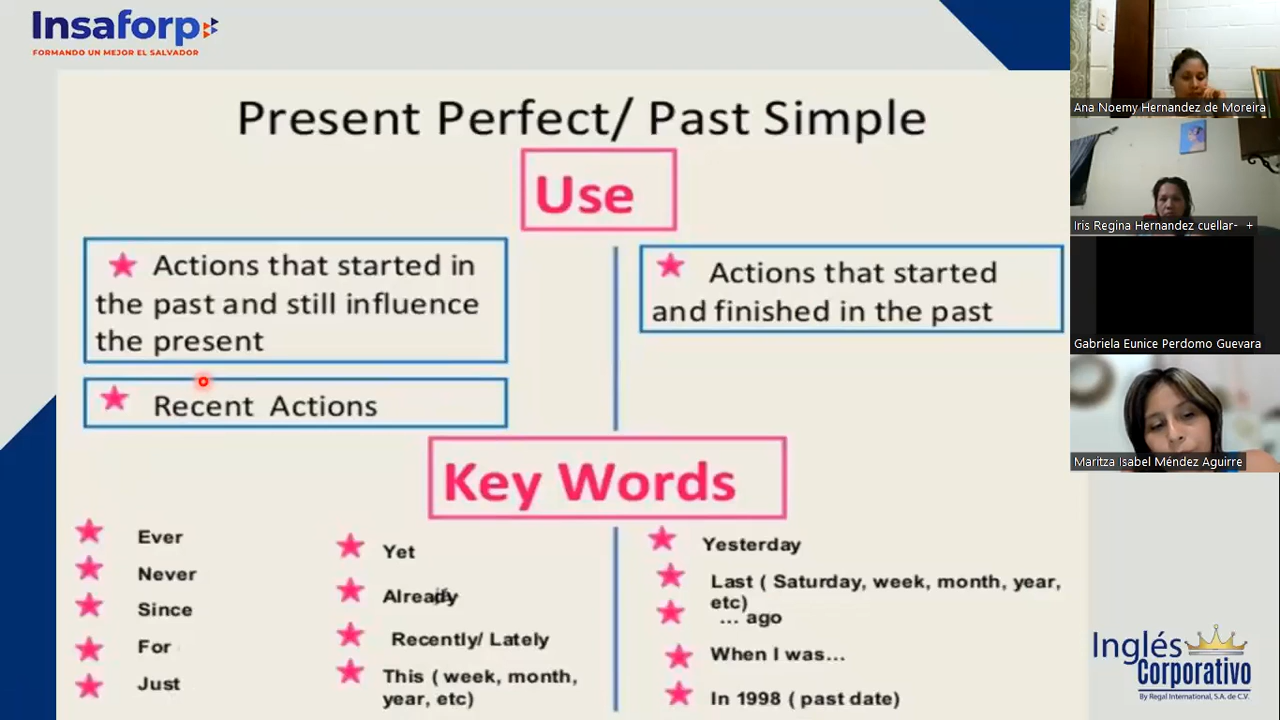 Insaforp
FORMANDO UN MEJOR EL SALVADOR
Present Perfect/ Past Simple
Use
Actions that started in
the past and still influence
the present
Recent Actions
Actions that started
and finished in the past
Key Words
Ever
Never
Since
For
Just
Yet
Already
Recently/ Lately
This ( week, month,
year, etc)
Yesterday
Last ( Saturday, week, month, year,
etc)
... ago
When I was...
In 1998 ( past date)
Ana Noemy Hernandez de Moreira
Iris Regina Hernandez cuellar- +
Gabriela Eunice Perdomo Guevara
Maritza Isabel Méndez Aguirre
Inglés
Corporativo
By Regal International, S.A. de C.V.